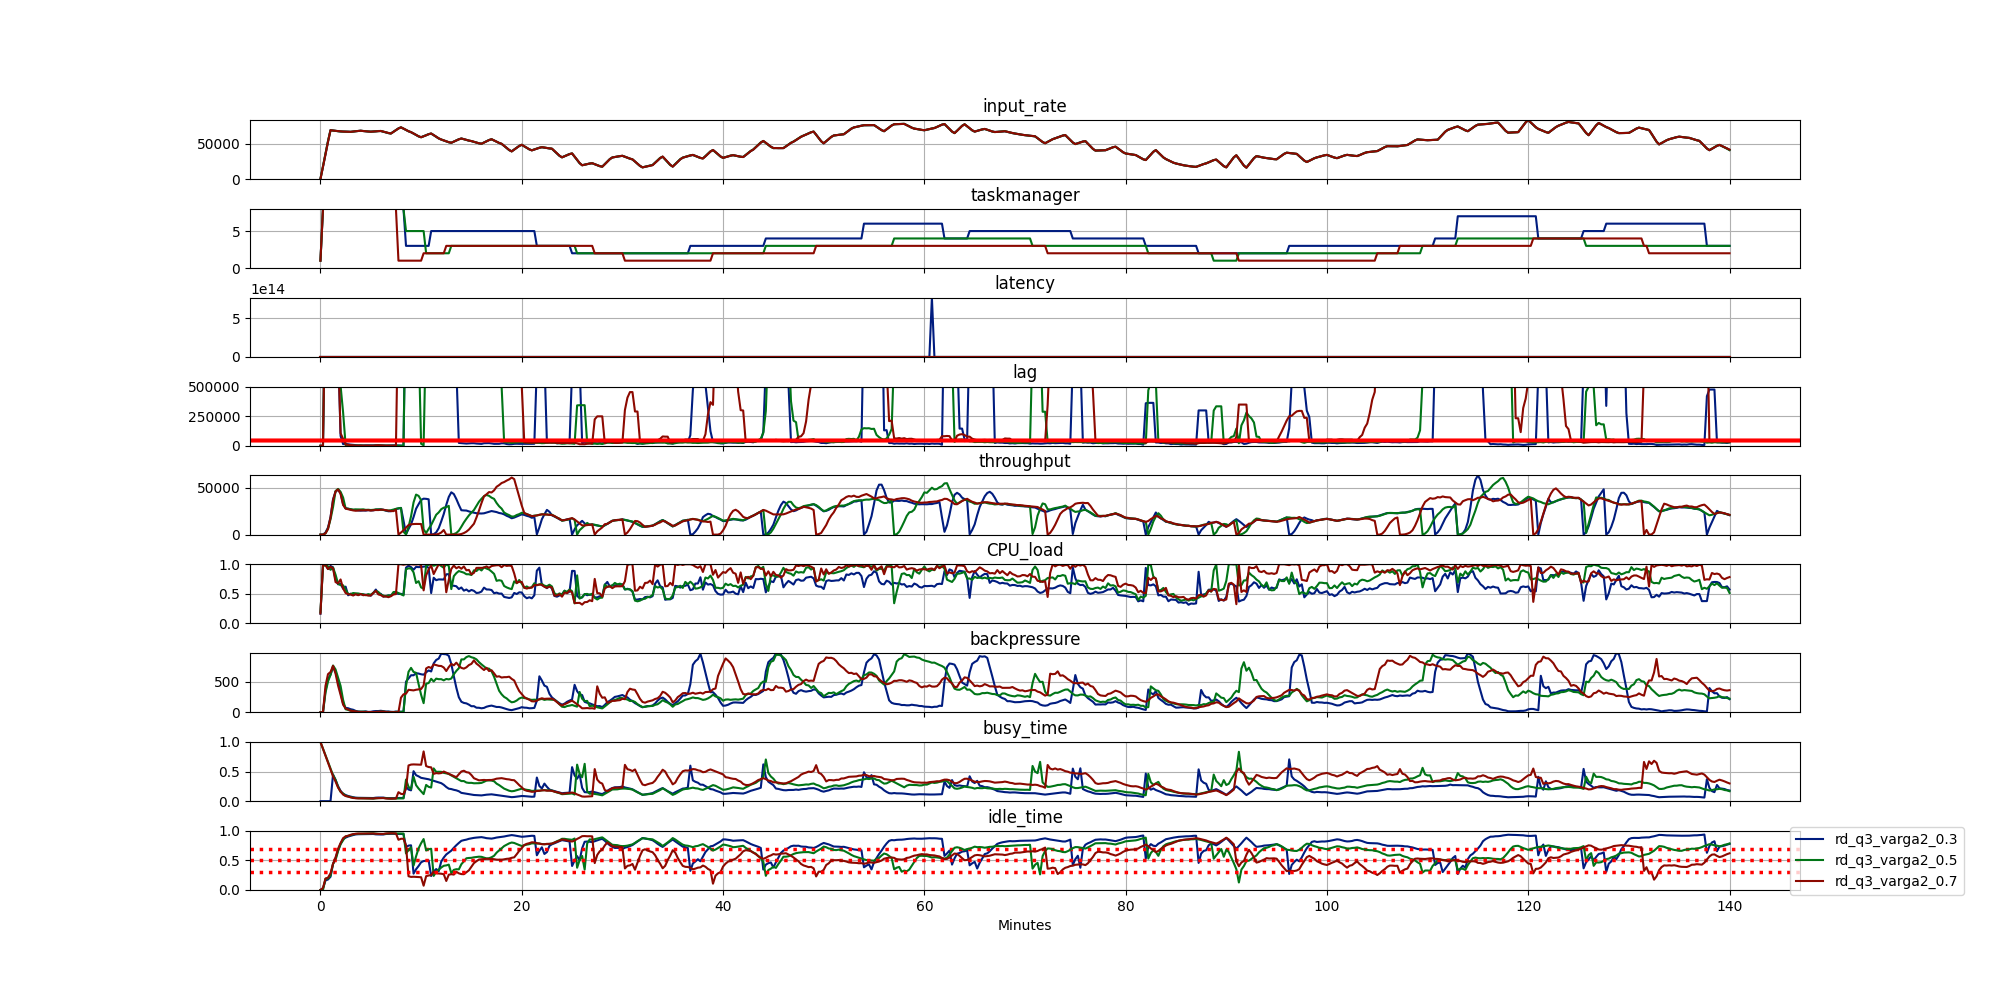 input_rate
50000
0
taskmanager
5
0
1e14
latency
5
0
lag
500000
250000
0
throughput
50000
0
CPU_load
1.0
0.5
0.0
backpressure
500
0
busy_time
1.0
0.5
0.0
idle_time
1.0
0.5
0.0
rd_q3_varga2_0.3
rd_q3_varga2_0.5
rd_q3_varga2_0.7
0 20 40 60 80 100 120 140
Minutes